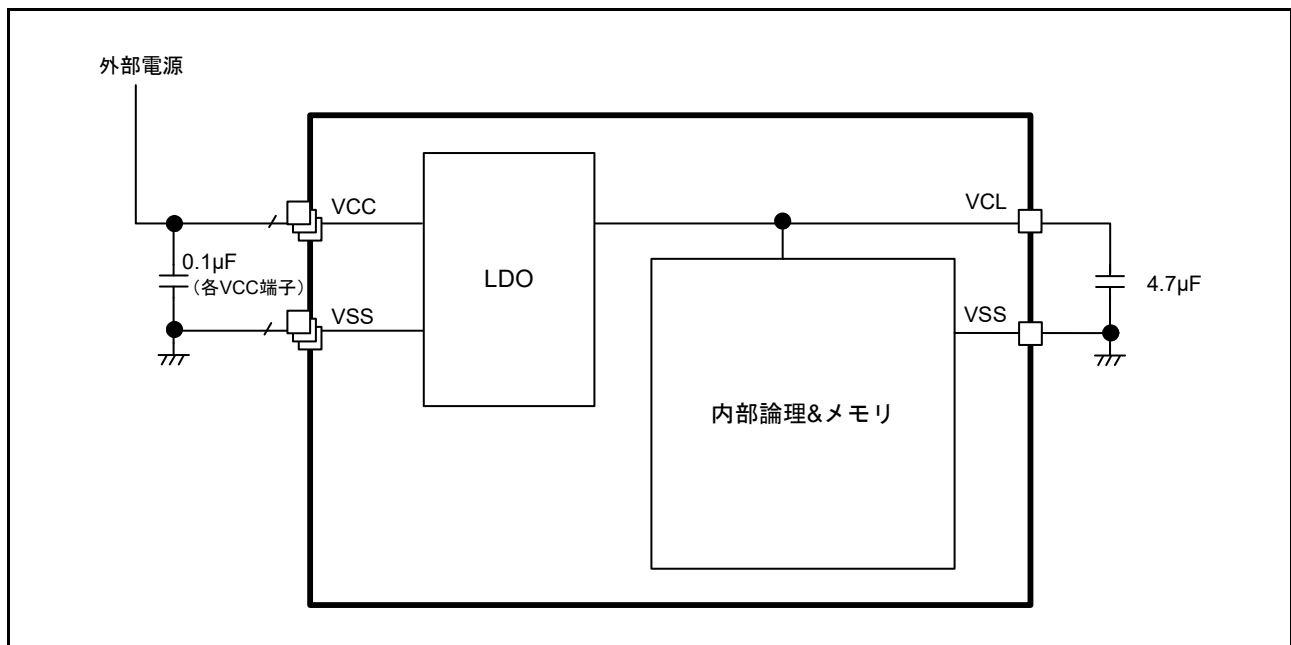 外部電源
VCC
VCL
0.1µF
(各VCC端子)
LDO
4.7µF
VSS
VSS
内部論理&メモリ